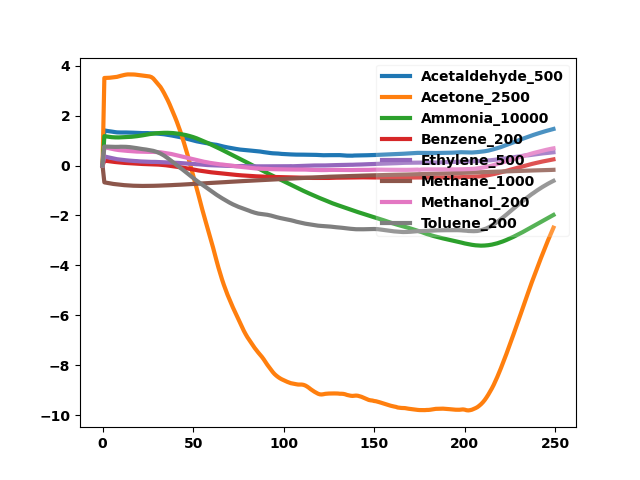 4
2
0
−2
−4
−6
−8
−10
0 50 100 150 200 250
Acetaldehyde_500
Acetone_2500
Ammonia_10000
Benzene_200
Ethylene_500
Methane_1000
Methanol_200
Toluene_200